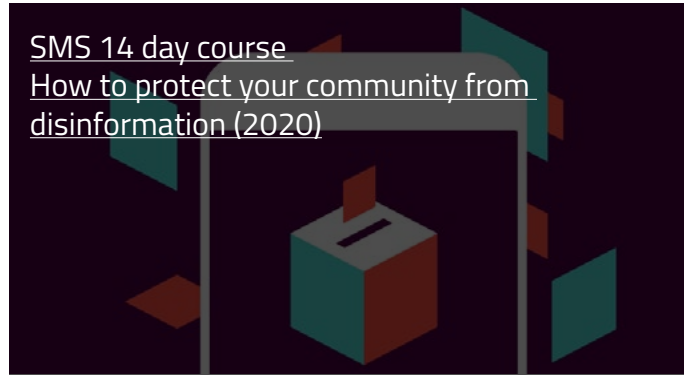 SMS 14 day course
How to protect your community from
disinformation (2020)